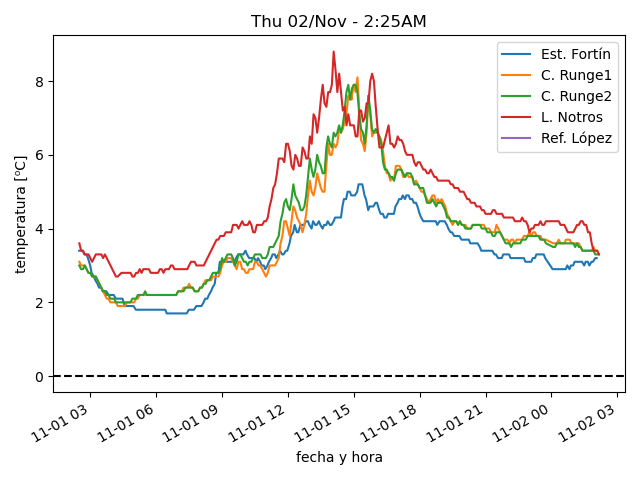 Thu 02/Nov - 2:25AM
Est. Fortín
C. Runge1
C. Runge2
L. Notros
Ref. López
temperatura [°C]
8
6
4
2
0
11-01 03
11-01 06
11-01 09
11-01 12
11-01 15
11-01 18
11-01 21
11-02 00
11-02 03
fecha y hora